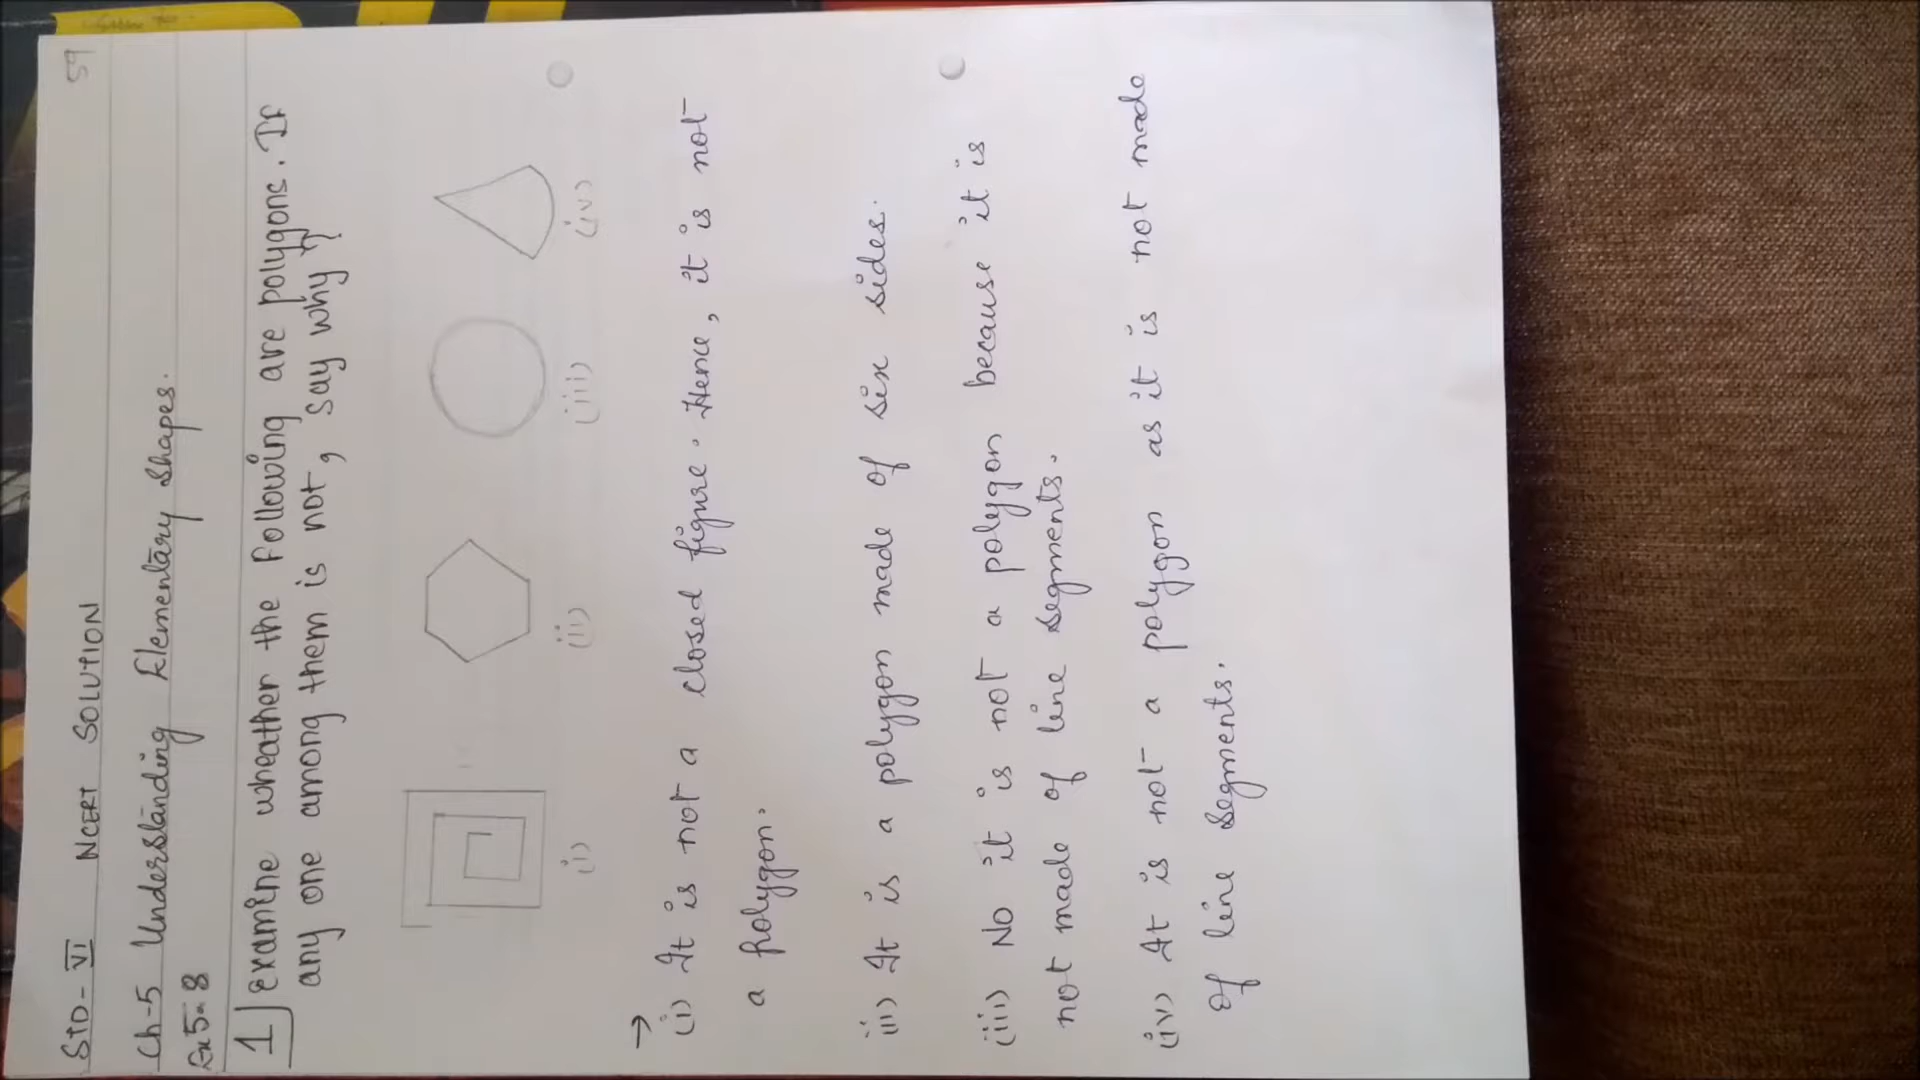 59
STD-VI NCERT SOLUTION
Ch-5 Understanding Elementary Shapes.
Ex 5.8
1] examine wheather the following are polygons. If
any one among them is not, say why?
(i) (ii) (iii) (iv)
→
(i) It is not a closed figure. Hence, it is not
a polygon.
ii) It is a polygon made of six sides.
(iii) No it is not a polygon because it is
not made of line segments.
(iv) It is not a polygon as it is not made
of line segments.